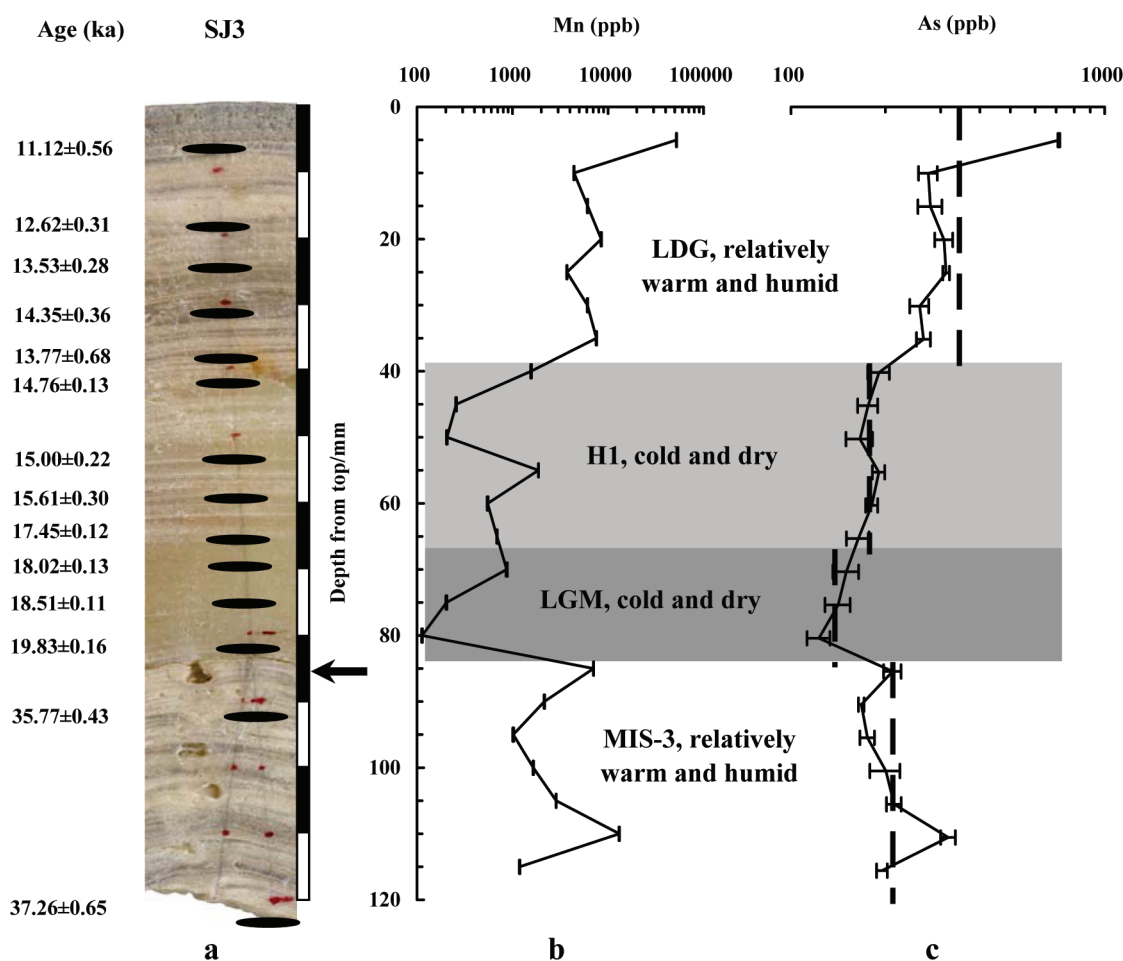 Age (ka)
SJ3
Mn (ppb)
As (ppb)
100
1000
10000
100000
100
1000
0
20
40
60
80
100
120
11.12±0.56
12.62±0.31
13.53±0.28
14.35±0.36
13.77±0.68
14.76±0.13
15.00±0.22
15.61±0.30
17.45±0.12
18.02±0.13
18.51±0.11
19.83±0.16
35.77±0.43
37.26±0.65
Depth from top/mm
LDG, relatively
warm and humid
H1, cold and dry
LGM, cold and dry
MIS-3, relatively
warm and humid
a
b
c